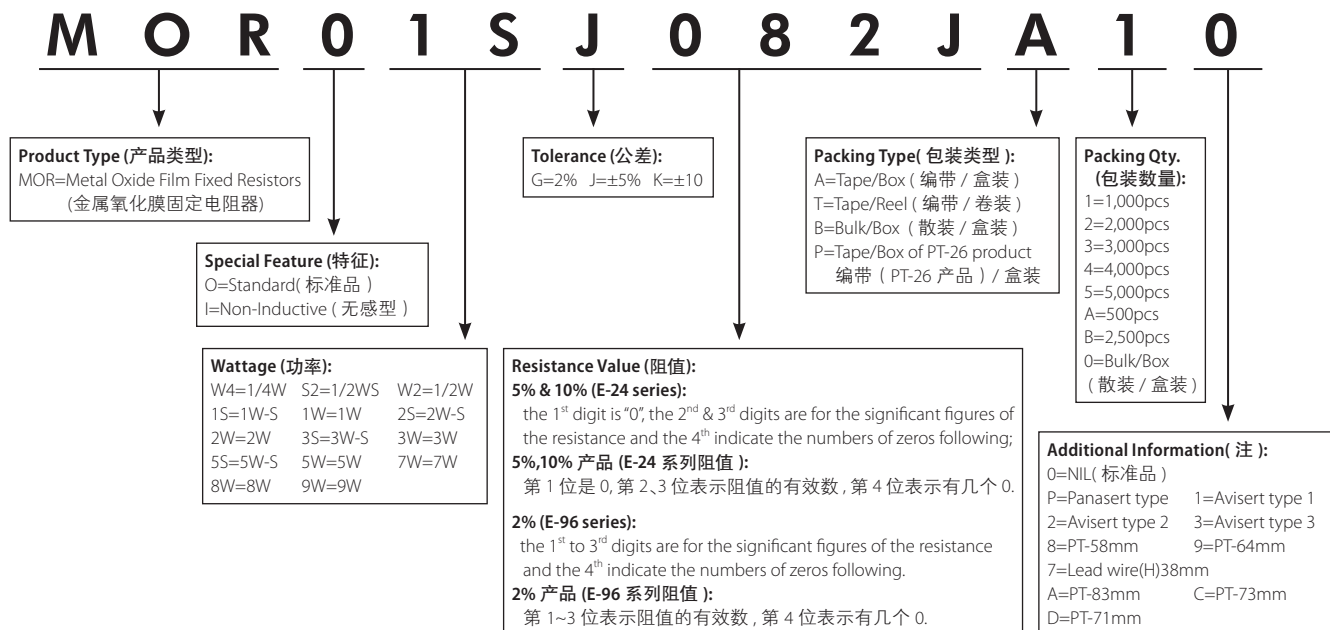 MOR01SJ082JA10
Product Type (产品类型):
MOR=Metal Oxide Film Fixed Resistors
(金属氧化膜固定电阻器)
Special Feature (特征):
O=Standard( 标准品 )
I=Non-Inductive ( 无感型 )
Wattage (功率):
W4=1/4W S2=1/2WS W2=1/2W
1S=1W-S 1W=1W 2S=2W-S
2W=2W 3S=3W-S 3W=3W
5S=5W-S 5W=5W 7W=7W
8W=8W 9W=9W
Tolerance (公差):
G=2% J=±5% K=±10
Resistance Value (阻值):
5% & 10% (E-24 series):
the 1st digit is “0”, the 2nd & 3rd digits are for the significant figures of
the resistance and the 4th indicate the numbers of zeros following;
5%,10% 产品 (E-24 系列阻值 ):
第 1 位是 0, 第 2、3 位表示阻值的有效数 , 第 4 位表示有几个 0.
2% (E-96 series):
the 1st to 3rd digits are for the significant figures of the resistance
and the 4th indicate the numbers of zeros following.
2% 产品 (E-96 系列阻值 ):
第 1~3 位表示阻值的有效数 , 第 4 位表示有几个 0.
Packing Type( 包装类型 ):
A=Tape/Box ( 编带 / 盒装 )
T=Tape/Reel ( 编带 / 卷装 )
B=Bulk/Box ( 散装 / 盒装 )
P=Tape/Box of PT-26 product
编带 ( PT-26 产品 ) / 盒装
Packing Qty.
(包装数量):
1=1,000pcs
2=2,000pcs
3=3,000pcs
4=4,000pcs
5=5,000pcs
A=500pcs
B=2,500pcs
0=Bulk/Box
( 散装 / 盒装 )
Additional Information( 注 ):
0=NIL( 标准品 )
P=Panasert type 1=Avisert type 1
2=Avisert type 2 3=Avisert type 3
8=PT-58mm 9=PT-64mm
7=Lead wire(H)38mm
A=PT-83mm C=PT-73mm
D=PT-71mm